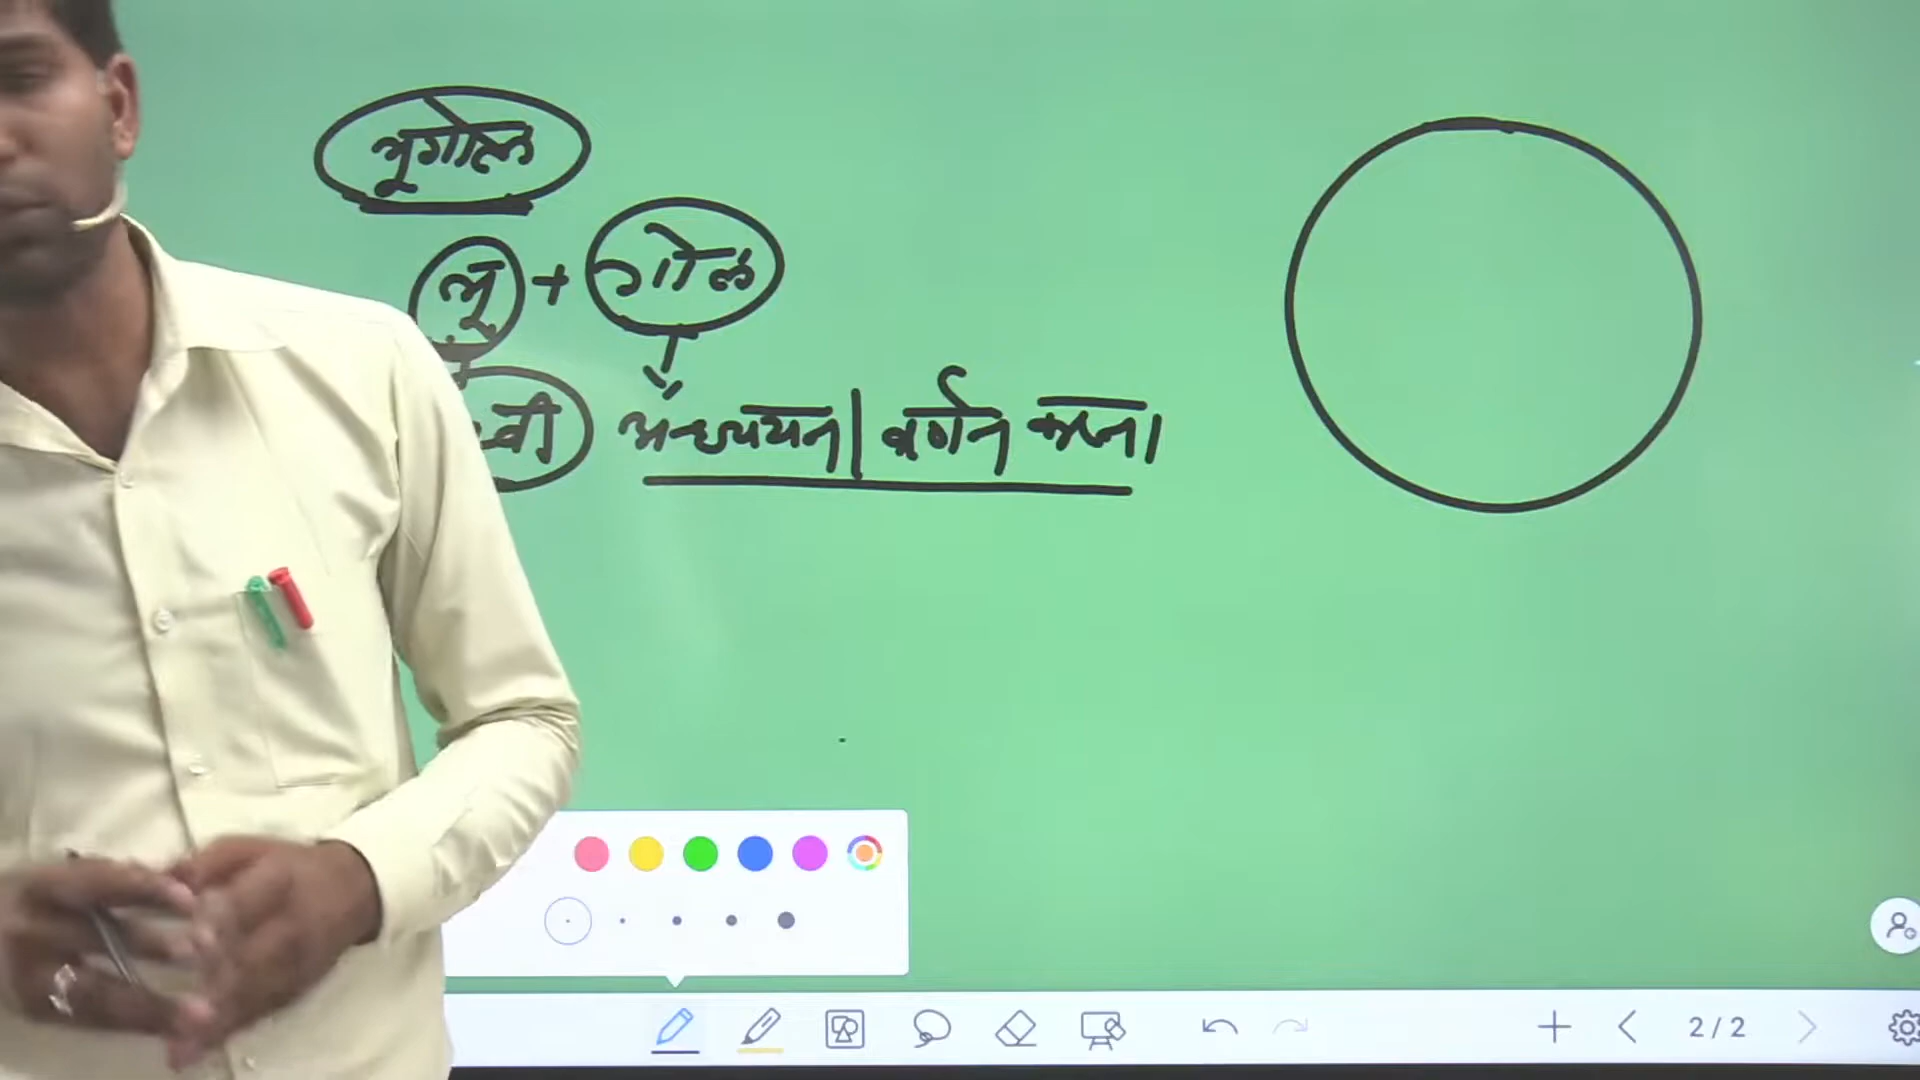 भूगोल
भू + गोल
अध्ययन | वर्णन करना
2/2